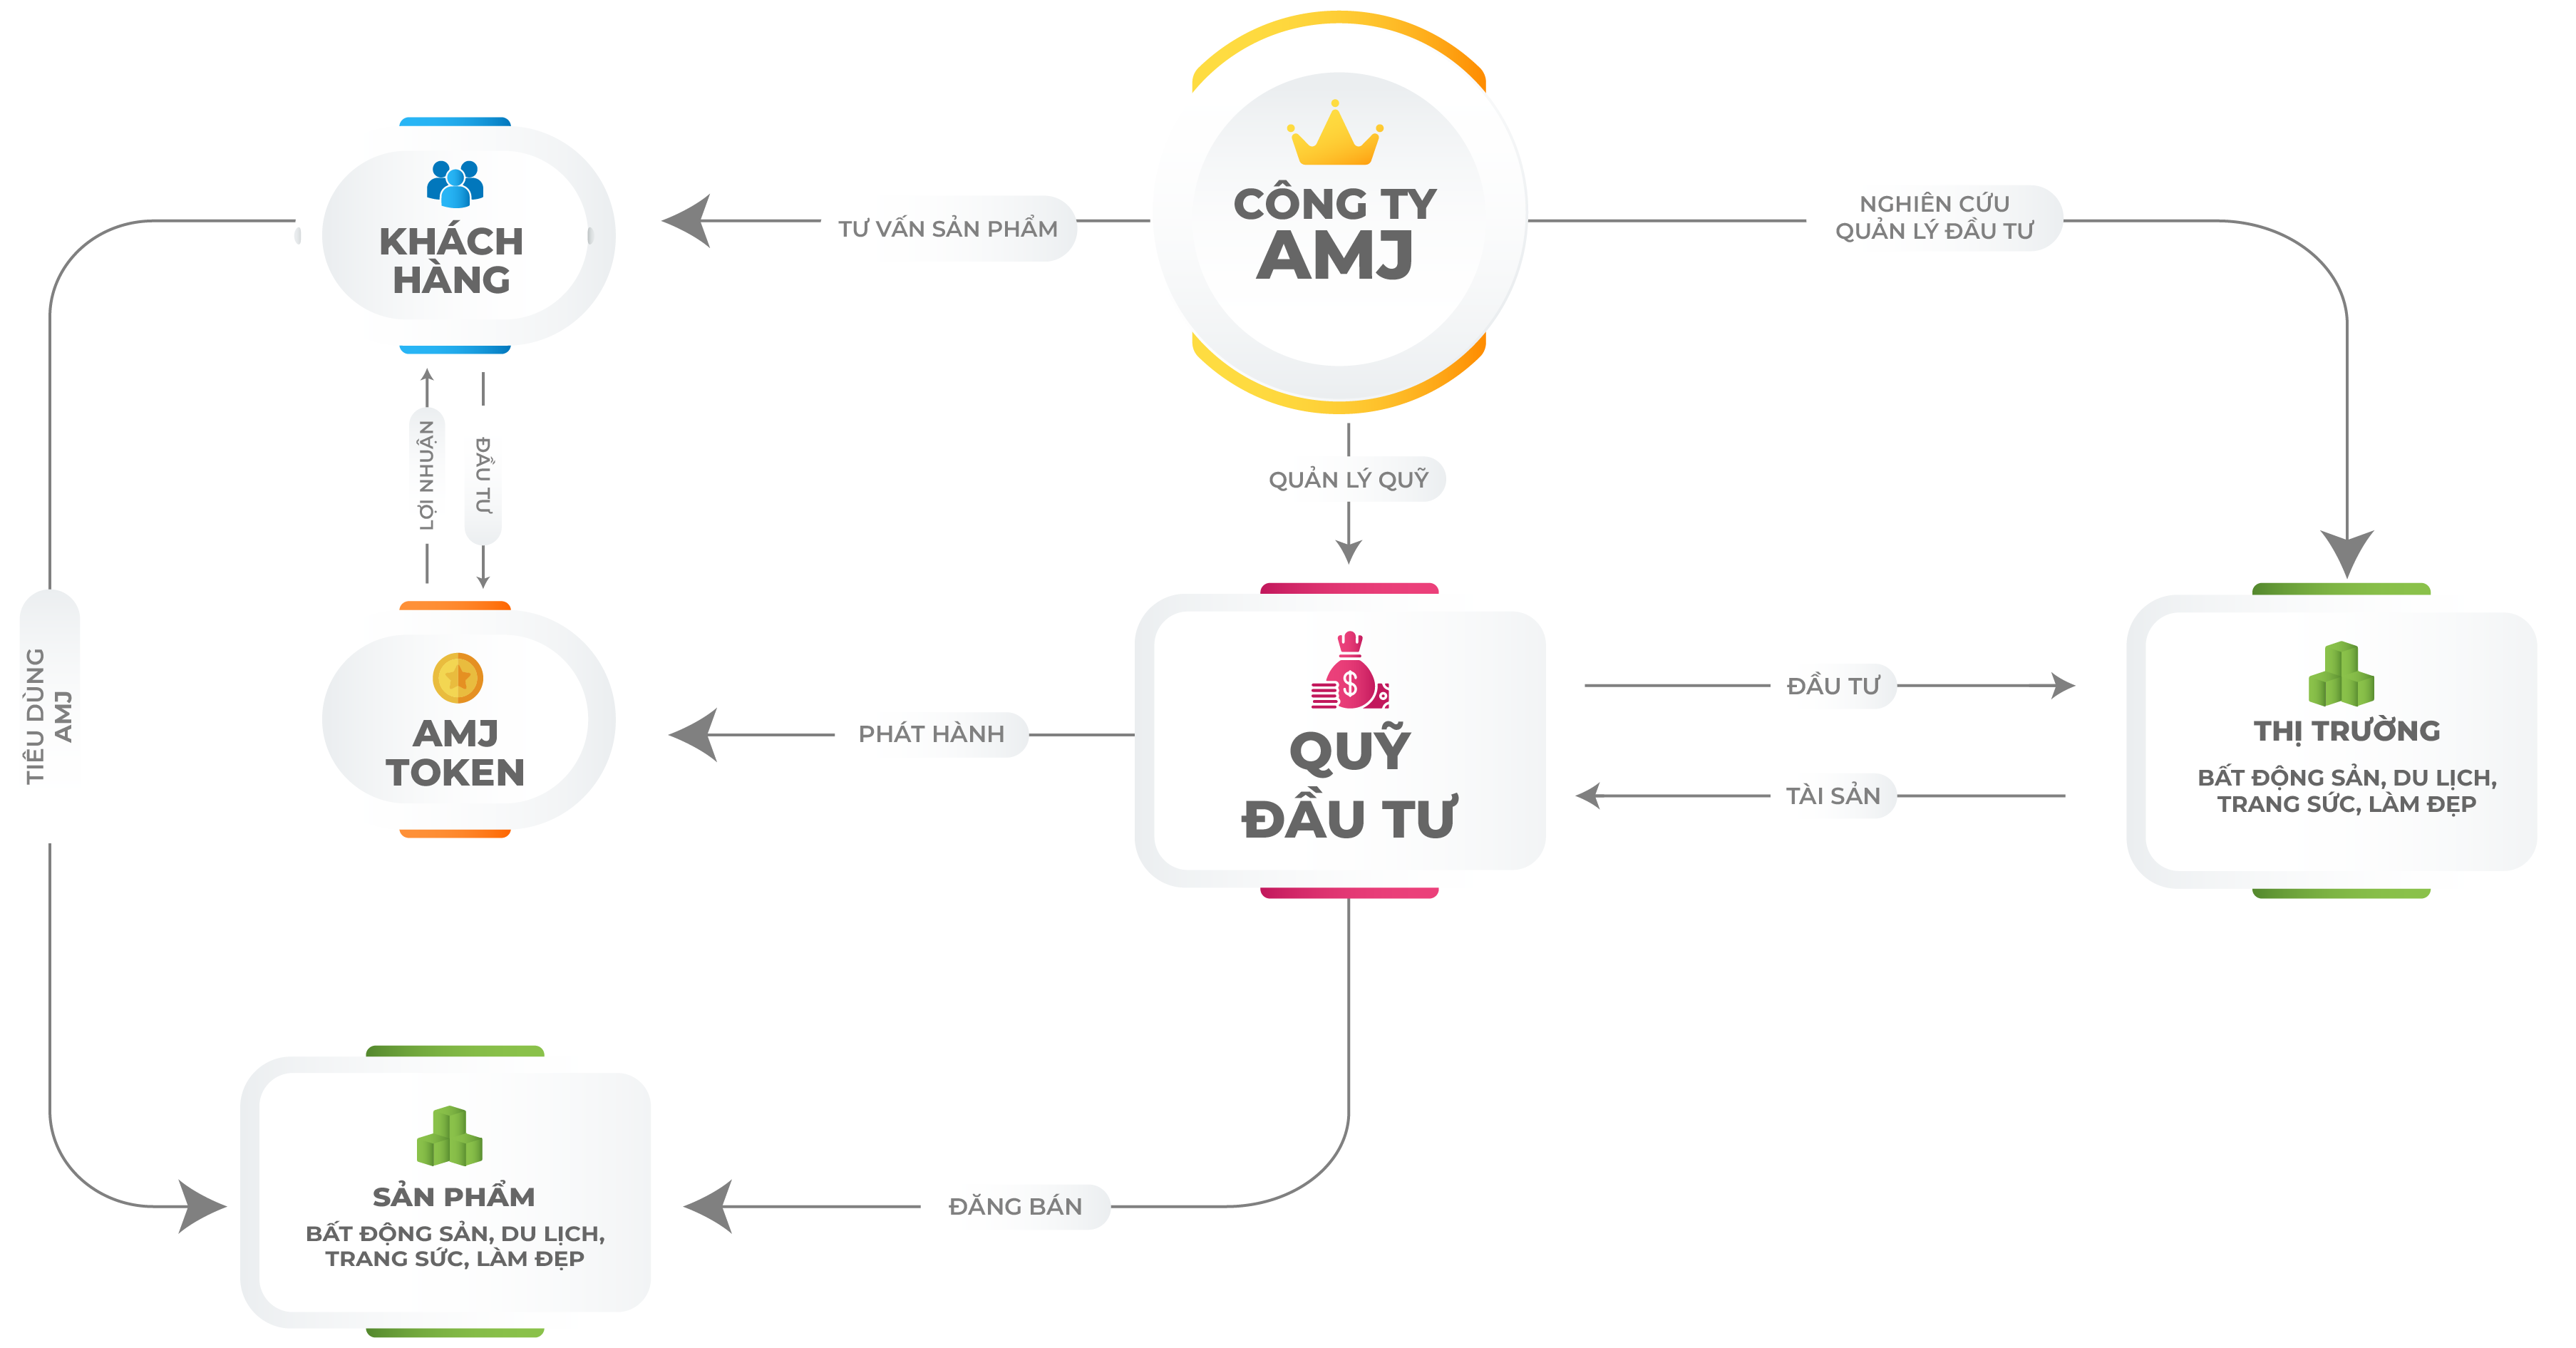 CÔNG TY
AMJ
KHÁCH
HÀNG
TƯ VẤN SẢN PHẨM
NGHIÊN CỨU
QUẢN LÝ ĐẦU TƯ
LỢI NHUẬN
ĐẦU TƯ
QUẢN LÝ QUỸ
TIÊU DÙNG
AMJ
AMJ
TOKEN
PHÁT HÀNH
QUỸ
ĐẦU TƯ
ĐẦU TƯ
TÀI SẢN
THỊ TRƯỜNG
BẤT ĐỘNG SẢN, DU LỊCH,
TRANG SỨC, LÀM ĐẸP
SẢN PHẨM
BẤT ĐỘNG SẢN, DU LỊCH,
TRANG SỨC, LÀM ĐẸP
ĐĂNG BÁN